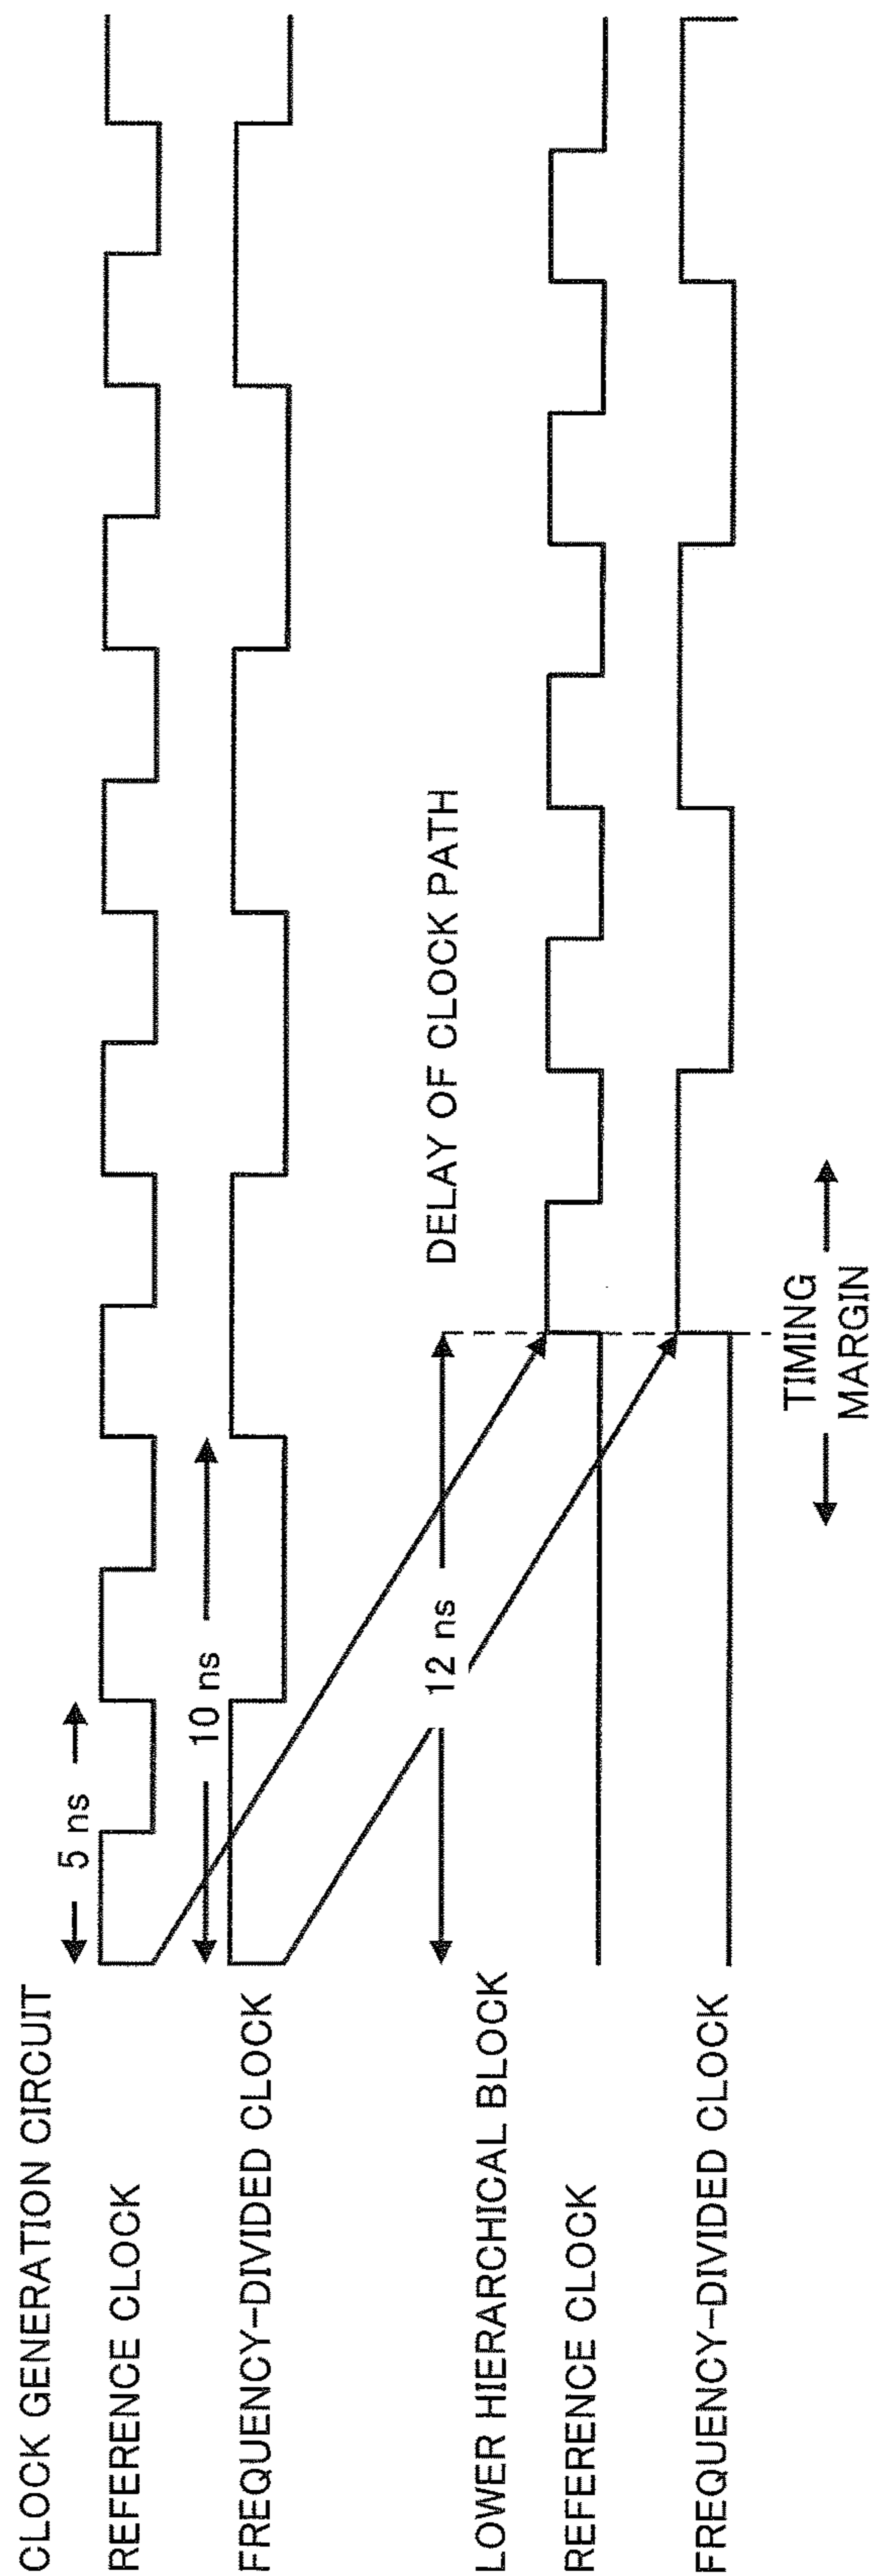 CLOCK GENERATION CIRCUIT
5 ns
REFERENCE CLOCK
10 ns
FREQUENCY-DIVIDED CLOCK
12 ns
DELAY OF CLOCK PATH
LOWER HIERARCHICAL BLOCK
REFERENCE CLOCK
FREQUENCY-DIVIDED CLOCK
TIMING
MARGIN